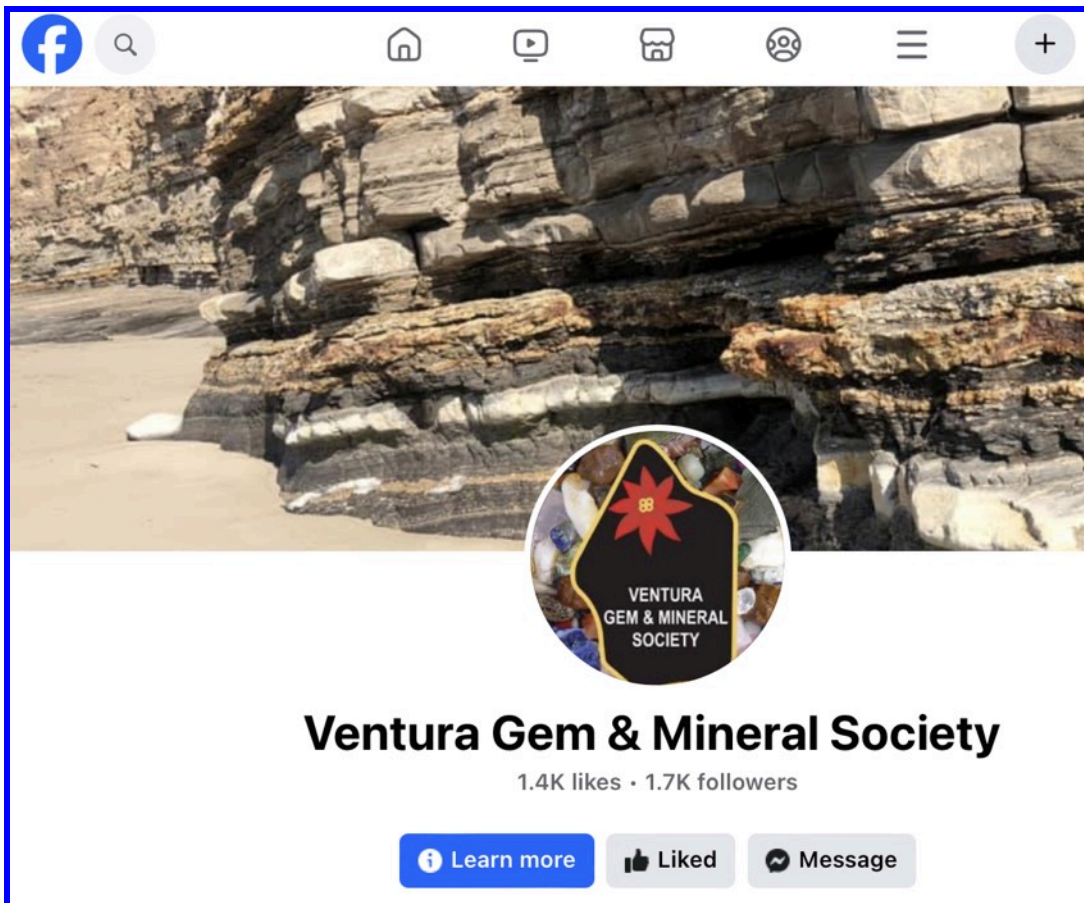 VENTURA
GEM & MINERAL
SOCIETY
Ventura Gem & Mineral Society
1.4K likes · 1.7K followers
Learn more
Liked
Message